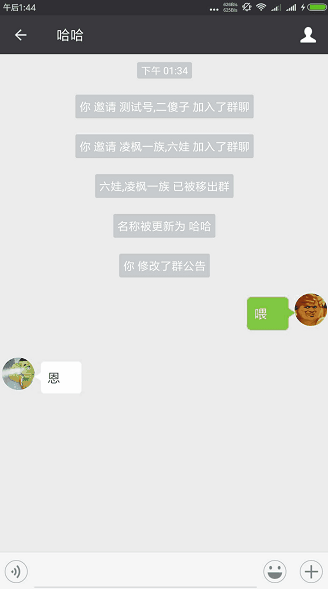 下午1:44
哈哈
下午 01:34
你 邀请 测试号,二傻子 加入了群聊
你 邀请 凌枫一族,六娃 加入了群聊
六娃,凌枫一族 已被移出群
名称被更新为 哈哈
你 修改了群公告
喂
恩